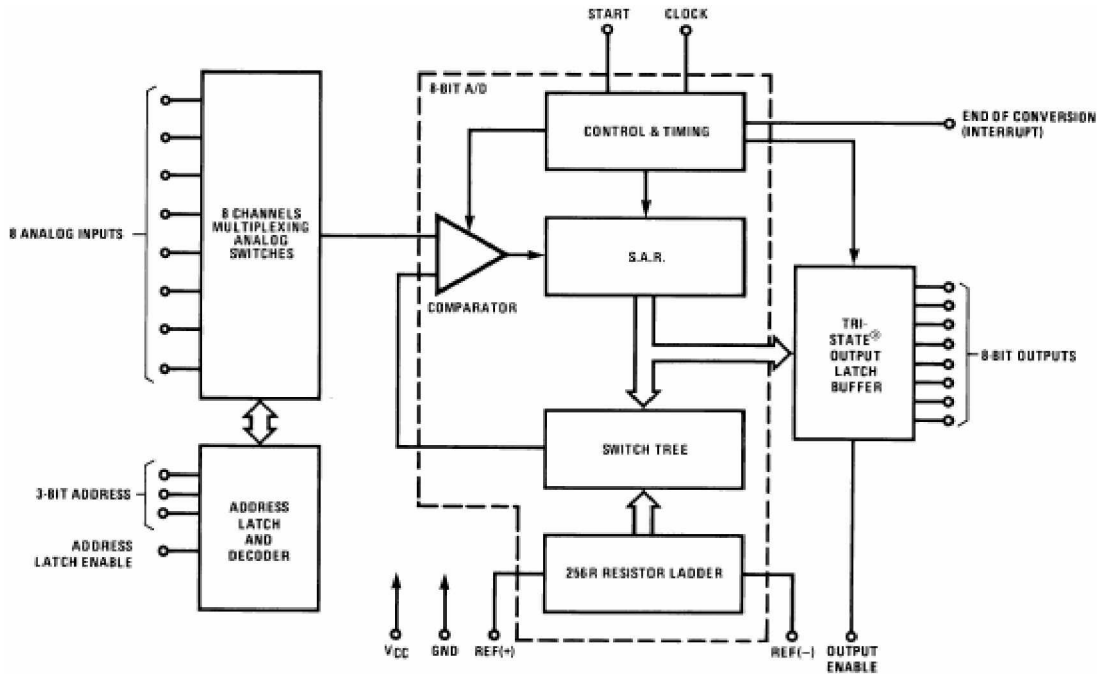 START
CLOCK
8-BIT A/D
END OF CONVERSION
(INTERRUPT)
CONTROL & TIMING
8 ANALOG INPUTS
8 CHANNELS
MULTIPLEXING
ANALOG
SWITCHES
S.A.R.
COMPARATOR
TRI-
STATE®
OUTPUT
LATCH
BUFFER
8-BIT OUTPUTS
SWITCH TREE
3-BIT ADDRESS
ADDRESS
LATCH ENABLE
ADDRESS
LATCH
AND
DECODER
256R RESISTOR LADDER
VCC
GND
REF(+)
REF(−)
OUTPUT
ENABLE